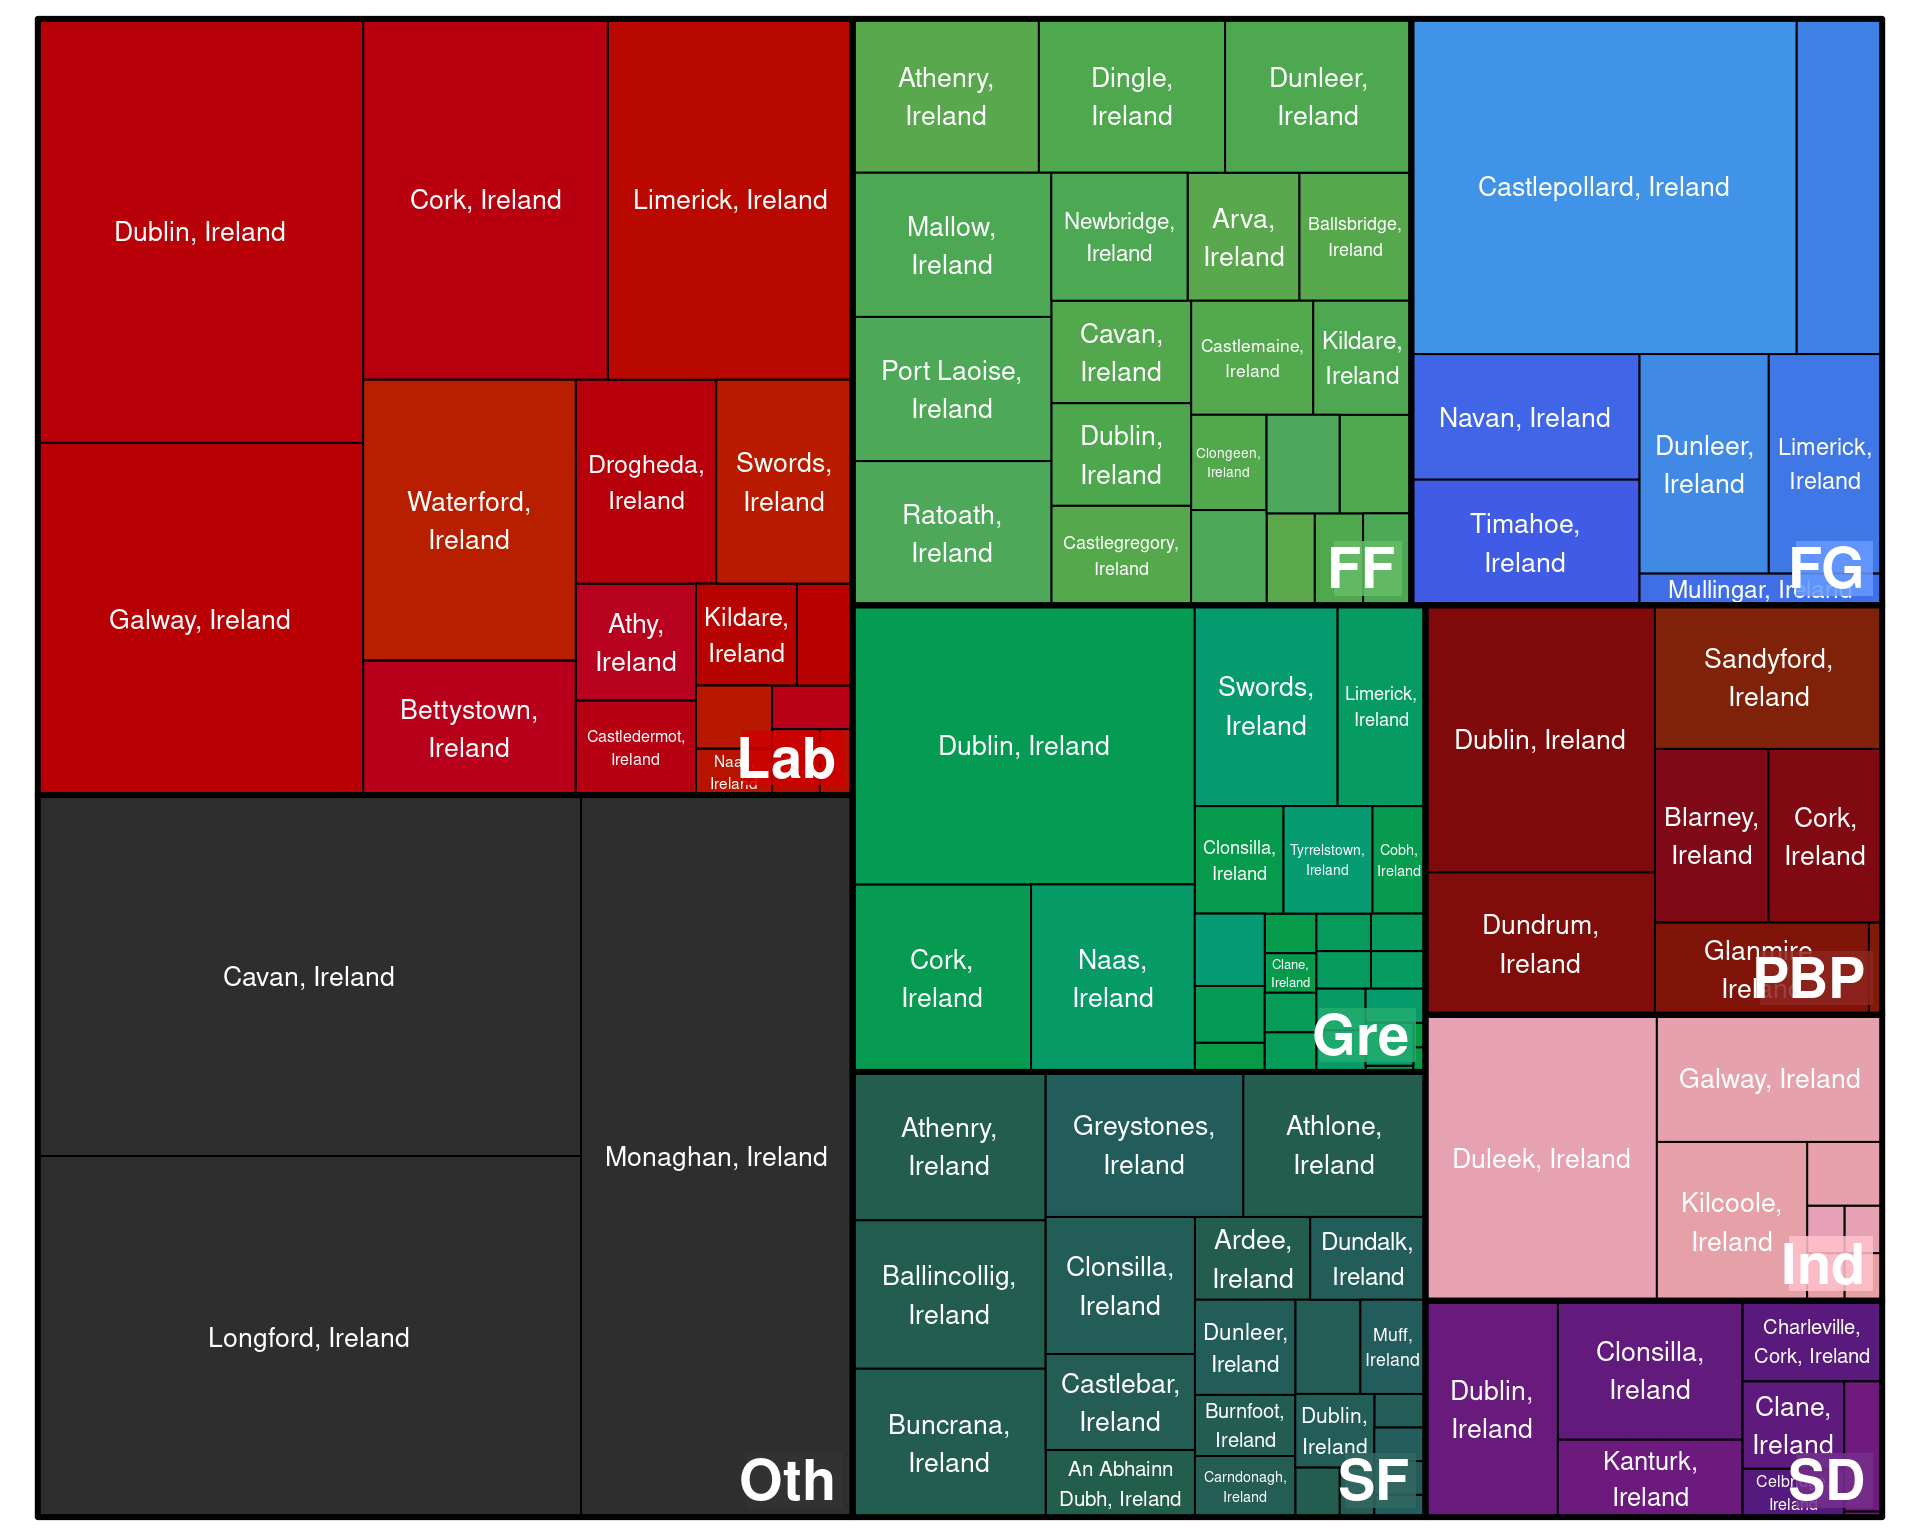 Dublin, Ireland
Cork, Ireland
Limerick, Ireland
Galway, Ireland
Waterford,
Ireland
Drogheda,
Ireland
Swords,
Ireland
Bettystown,
Ireland
Athy,
Ireland
Kildare,
Ireland
Castledermot,
Ireland
Naas,
Ireland
Lab
Cavan, Ireland
Longford, Ireland
Monaghan, Ireland
Oth
Athenry,
Ireland
Dingle,
Ireland
Dunleer,
Ireland
Mallow,
Ireland
Newbridge,
Ireland
Arva,
Ireland
Ballsbridge,
Ireland
Port Laoise,
Ireland
Cavan,
Ireland
Castlemaine,
Ireland
Kildare,
Ireland
Dublin,
Ireland
Clongeen,
Ireland
Ratoath,
Ireland
Castlegregory,
Ireland
FF
Castlepollard, Ireland
Navan, Ireland
Dunleer,
Ireland
Limerick,
Ireland
Timahoe,
Ireland
Mullingar, Ireland
FG
Dublin, Ireland
Swords,
Ireland
Limerick,
Ireland
Clonsilla,
Ireland
Tyrrelstown,
Ireland
Cobh,
Ireland
Cork,
Ireland
Naas,
Ireland
Clane,
Ireland
Gre
Dublin, Ireland
Sandyford,
Ireland
Blarney,
Ireland
Cork,
Ireland
Dundrum,
Ireland
Glanmire,
Ireland
PBP
Duleek, Ireland
Galway, Ireland
Kilcoole,
Ireland
Ind
Athenry,
Ireland
Greystones,
Ireland
Athlone,
Ireland
Ballincollig,
Ireland
Clonsilla,
Ireland
Ardee,
Ireland
Dundalk,
Ireland
Dunleer,
Ireland
Muff,
Ireland
Buncrana,
Ireland
Castlebar,
Ireland
Burnfoot,
Ireland
Dublin,
Ireland
An Abhainn
Dubh, Ireland
Carndonagh,
Ireland
SF
Dublin,
Ireland
Clonsilla,
Ireland
Charleville,
Cork, Ireland
Clane,
Ireland
Kanturk,
Ireland
Ireland
SD